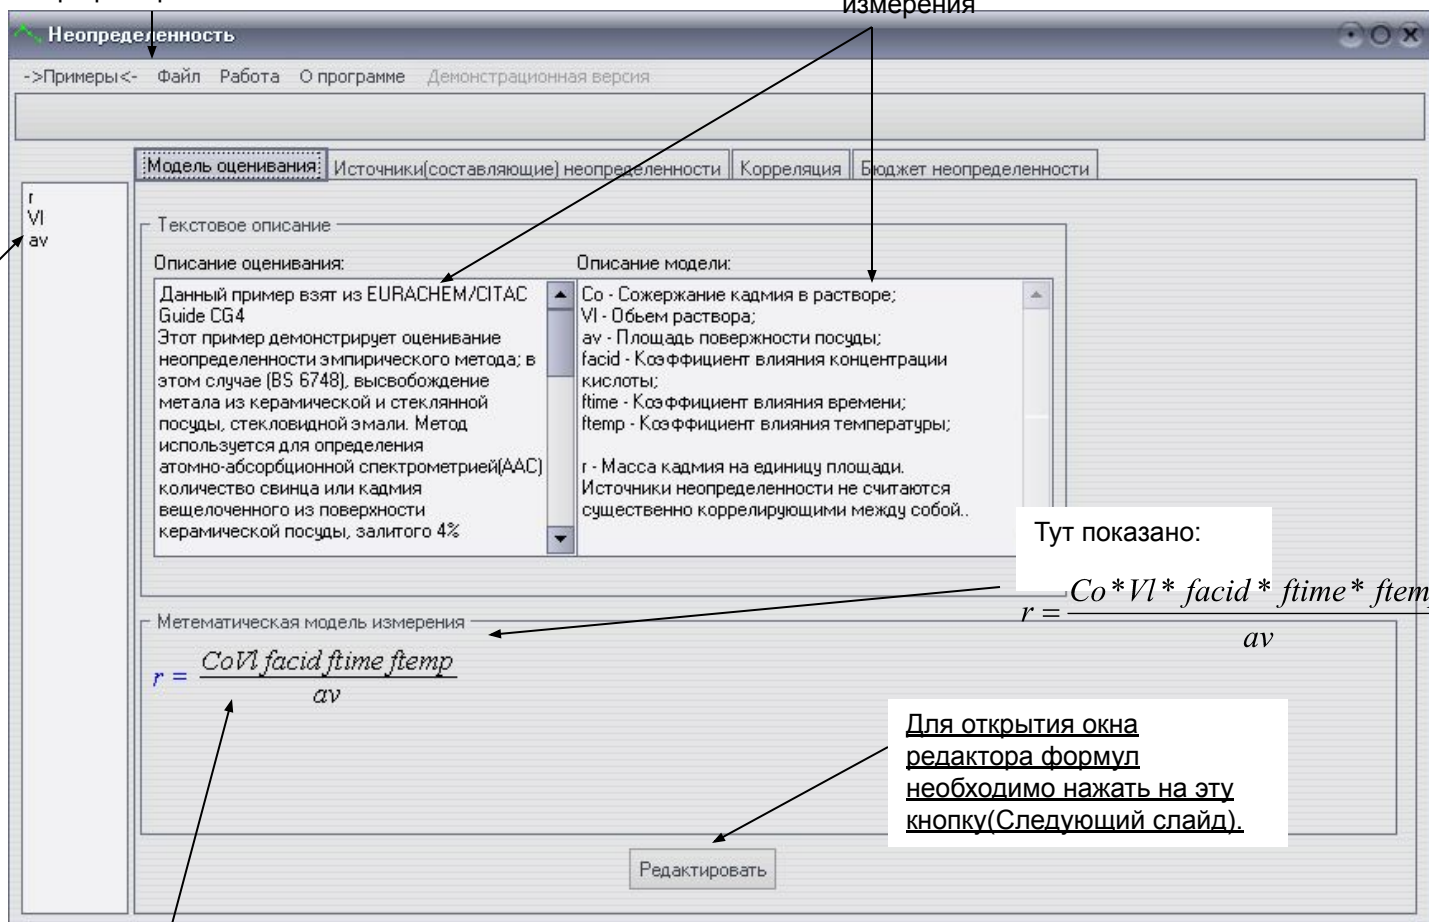 измерения
Неопределенность
->Примеры<- Файл Работа О программе Демонстрационная версия
Модель оценивания Источники(составляющие) неопределенности Корреляция Бюджет неопределенности
r
Vl
av
Текстовое описание
Описание оценивания:
Данный пример взят из EURACHEM/CITAC
Guide CG4
Этот пример демонстрирует оценивание
неопределенности эмпирического метода; в
этом случае (BS 6748), высвобождение
метала из керамической и стеклянной
посуды, стекловидной эмали. Метод
используется для определения
атомно-абсорбционной спектрометрией(ААС)
количество свинца или кадмия
вещелоченного из поверхности
керамической посуды, залитого 4%
Описание модели:
Co - Сожержание кадмия в растворе;
Vl - Обьем раствора;
av - Площадь повержности посуды;
facid - Коэффициент влияния концентрации
кислоты;
ftime - Коэффициент влияния времени;
ftemp - Коэффициент влияния температуры;
r - Масса кадмия на единицу площади.
Источники неопределенности не считаются
существенно коррелирующими между собой..
Тут показано:
r = Co * Vl * facid * ftime * ftem
av
Метематическая модель измерения
r = CoVl facid ftime ftemp
av
Для открытия окна
редактора формул
необходимо нажать на эту
кнопку(Следующий слайд).
Редактировать